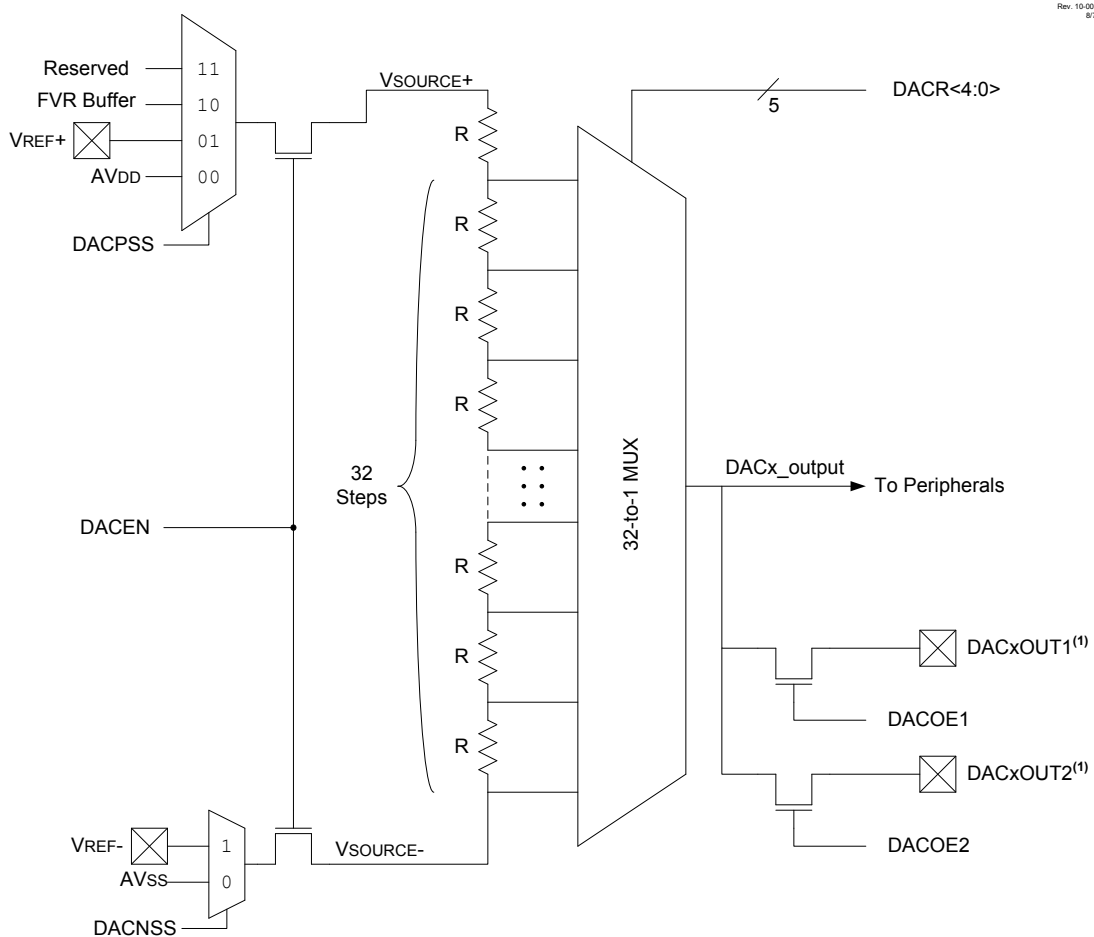 Rev. 10-00
8/
Reserved
11
FVR Buffer
10
VREF+
01
AVDD
00
DACPSS
VSOURCE+
5
DACR<4:0>
R
R
R
R
32
Steps
32-to-1 MUX
DACx_output
To Peripherals
DACEN
R
R
R
DACxOUT1(1)
DACOE1
DACxOUT2(1)
DACOE2
VREF-
1
AVSS
0
VSOURCE-
DACNSS